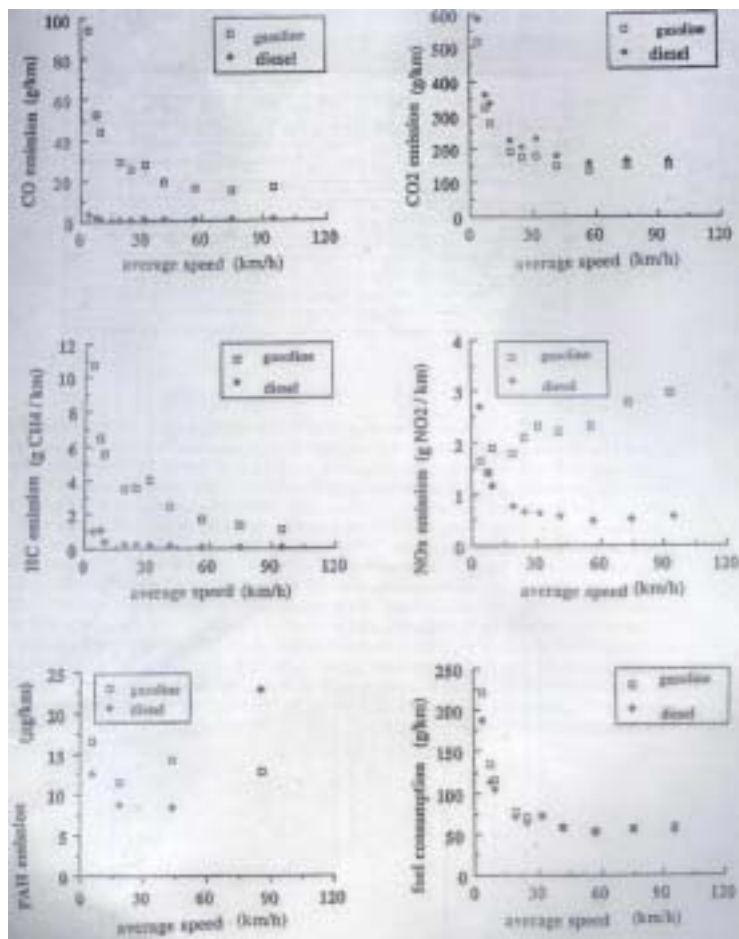 CO emission (g/km)
100
80
60
40
20
0
gasoline
diesel
0 30 60 90 120
average speed (km/h)
CO2 emission (g/km)
600
500
400
300
200
100
0
gasoline
diesel
0 30 60 90 120
average speed (km/h)
HC emission (g CH4 / km)
12
10
8
6
4
2
0
gasoline
diesel
0 30 60 90 120
average speed (km/h)
NOx emission (g NO2 / km)
4
3
2
1
0
gasoline
diesel
0 30 60 90 120
average speed (km/h)
PAH emission (µg/km)
25
20
15
10
5
0
gasoline
diesel
0 30 60 90 120
average speed (km/h)
fuel consumption (g/km)
250
200
150
100
50
0
gasoline
diesel
0 30 60 90 120
average speed (km/h)